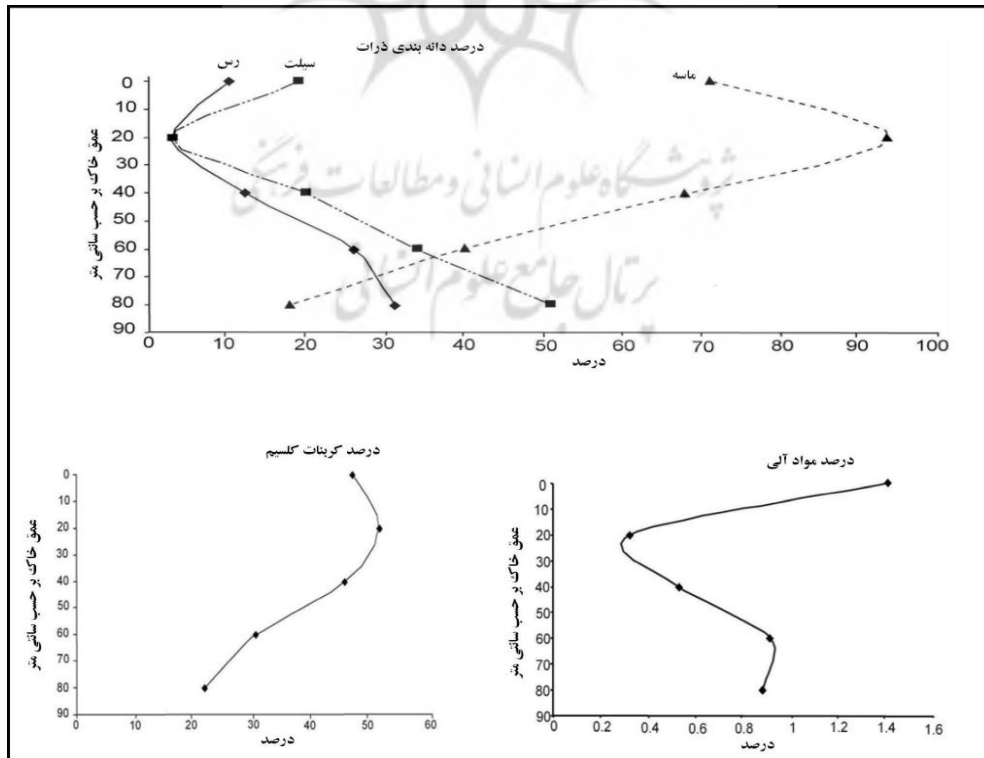 درصد دانه بندی ذرات
رس
سیلت
ماسه
پژوهشگاه علوم انسانی و مطالعات فرهنگی
پرتال جامع علوم انسانی
عمق خاک بر حسب سانتی متر
0
10
20
30
40
50
60
70
80
90
0 10 20 30 40 50 60 70 80 90 100
درصد
درصد کربنات کلسیم
عمق خاک بر حسب سانتی متر
0
10
20
30
40
50
60
70
80
90
0 10 20 30 40 50 60
درصد
درصد مواد آلی
عمق خاک بر حسب سانتی متر
0
10
20
30
40
50
60
70
80
90
0 0.2 0.4 0.6 0.8 1 1.2 1.4 1.6
درصد